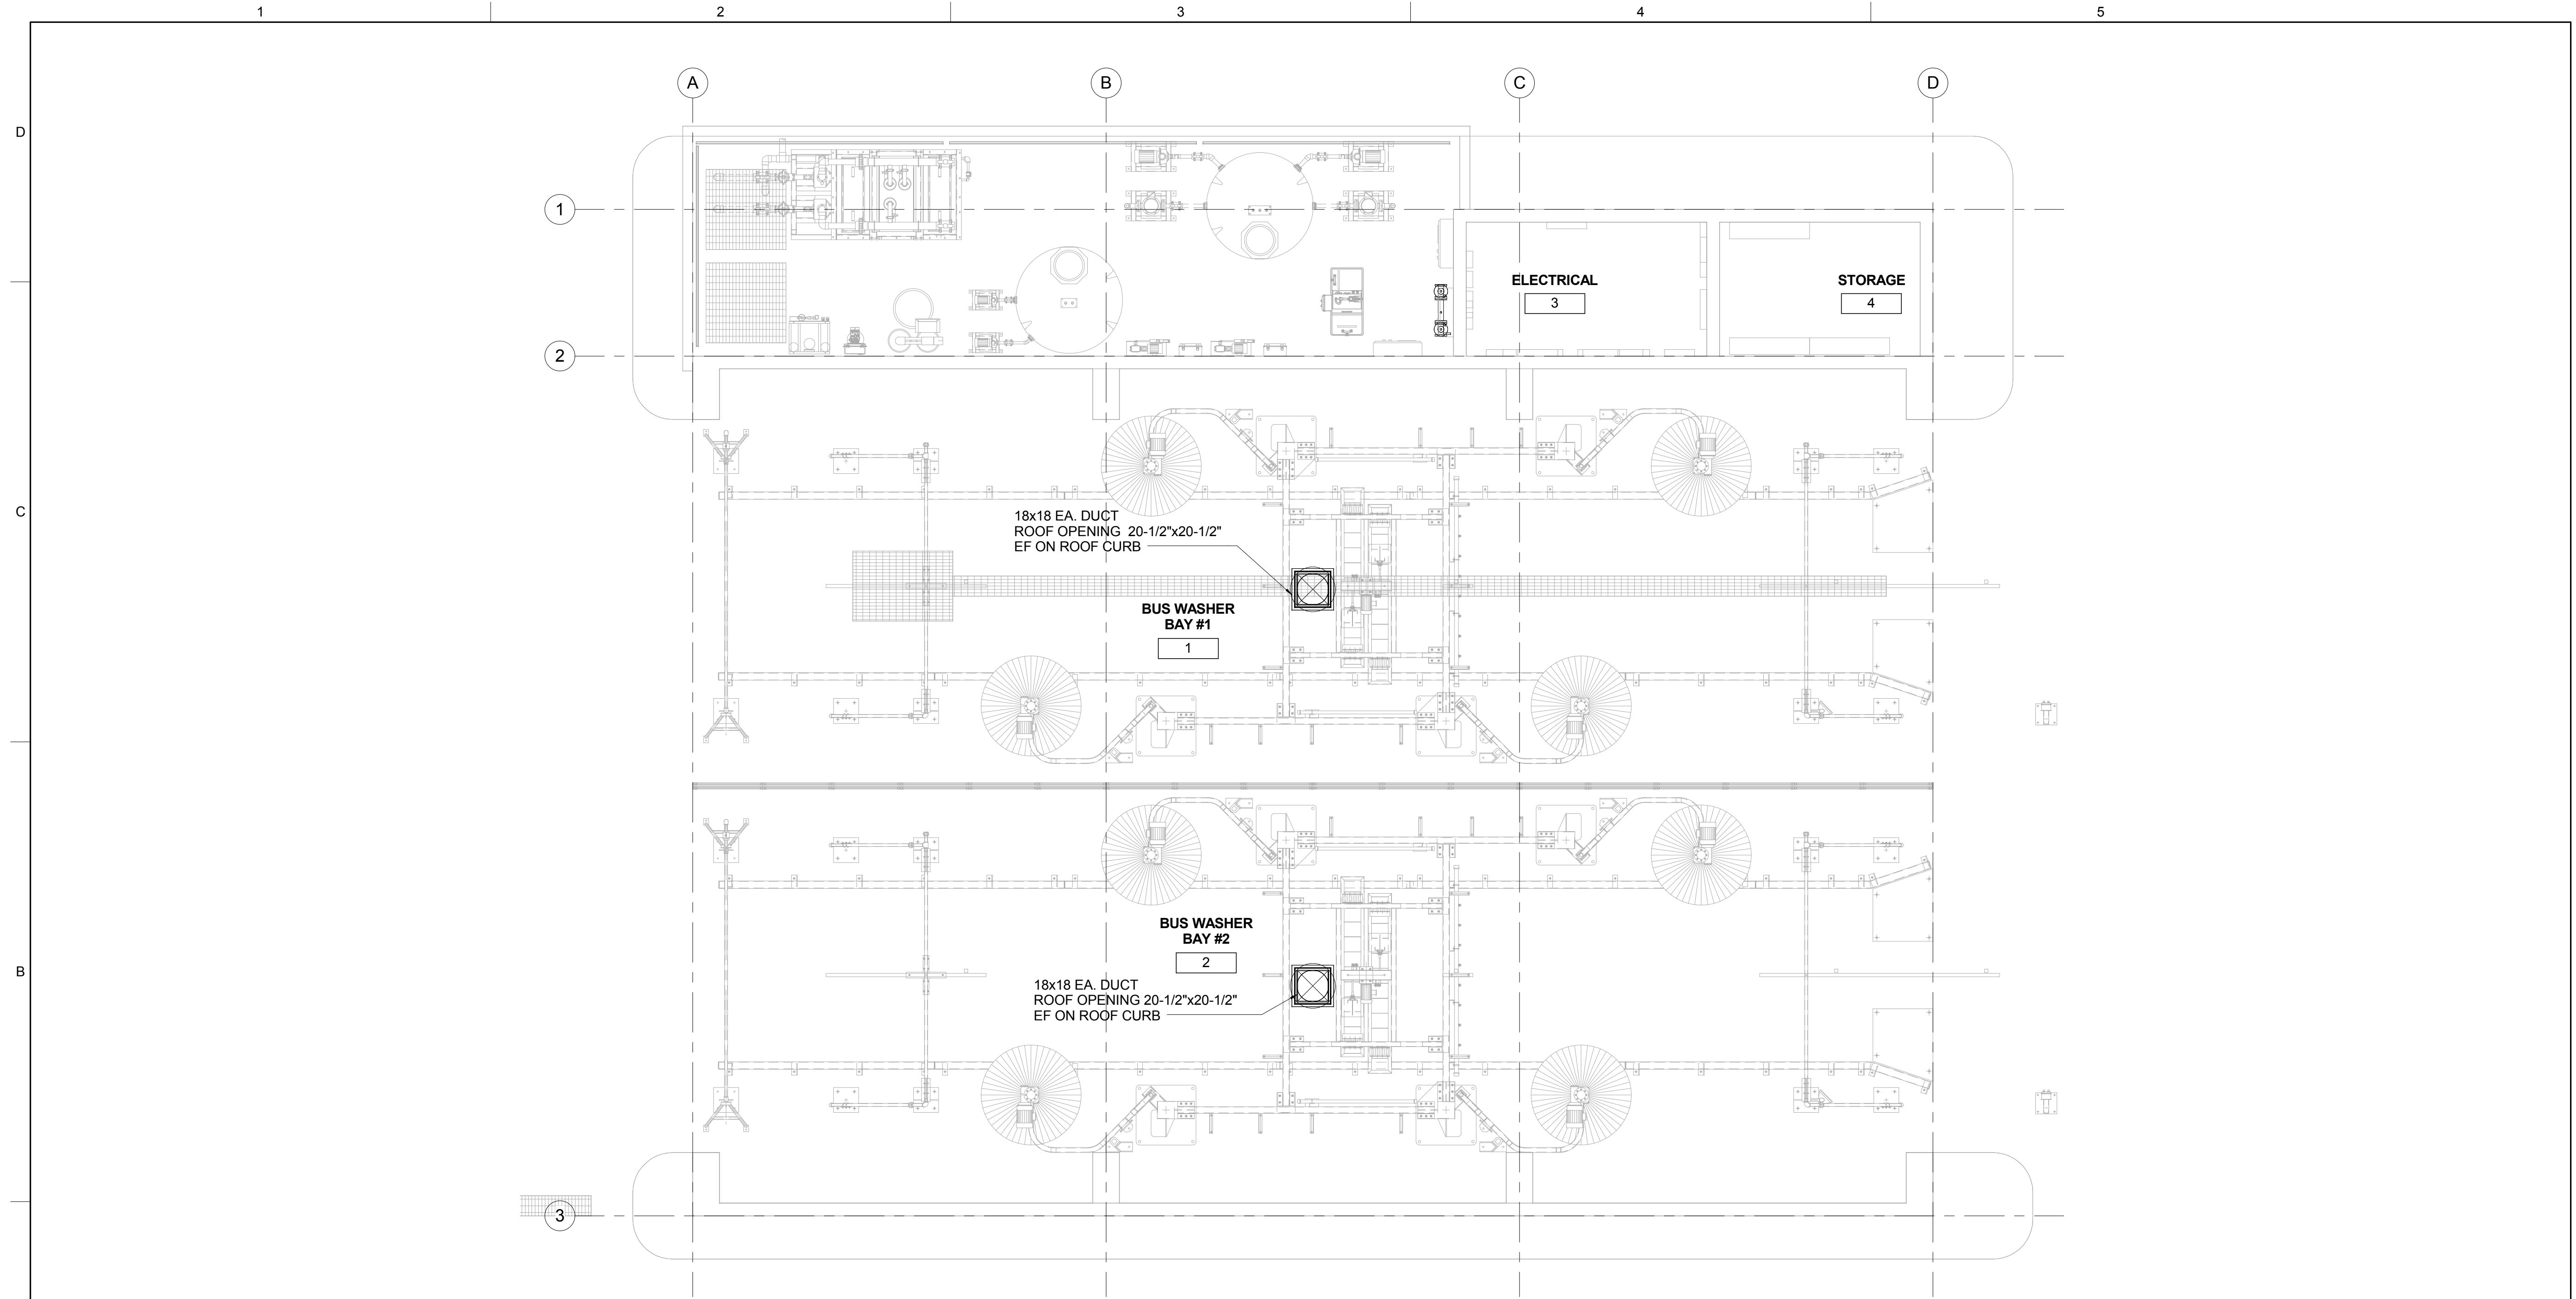 1 2 3 4 5
A B C D
D
1
ELECTRICAL STORAGE
3 4
2
C
18x18 EA. DUCT
ROOF OPENING 20-1/2"x20-1/2"
EF ON ROOF CURB
BUS WASHER
BAY #1
1
BUS WASHER
BAY #2
2
B
18x18 EA. DUCT
ROOF OPENING 20-1/2"x20-1/2"
EF ON ROOF CURB
3